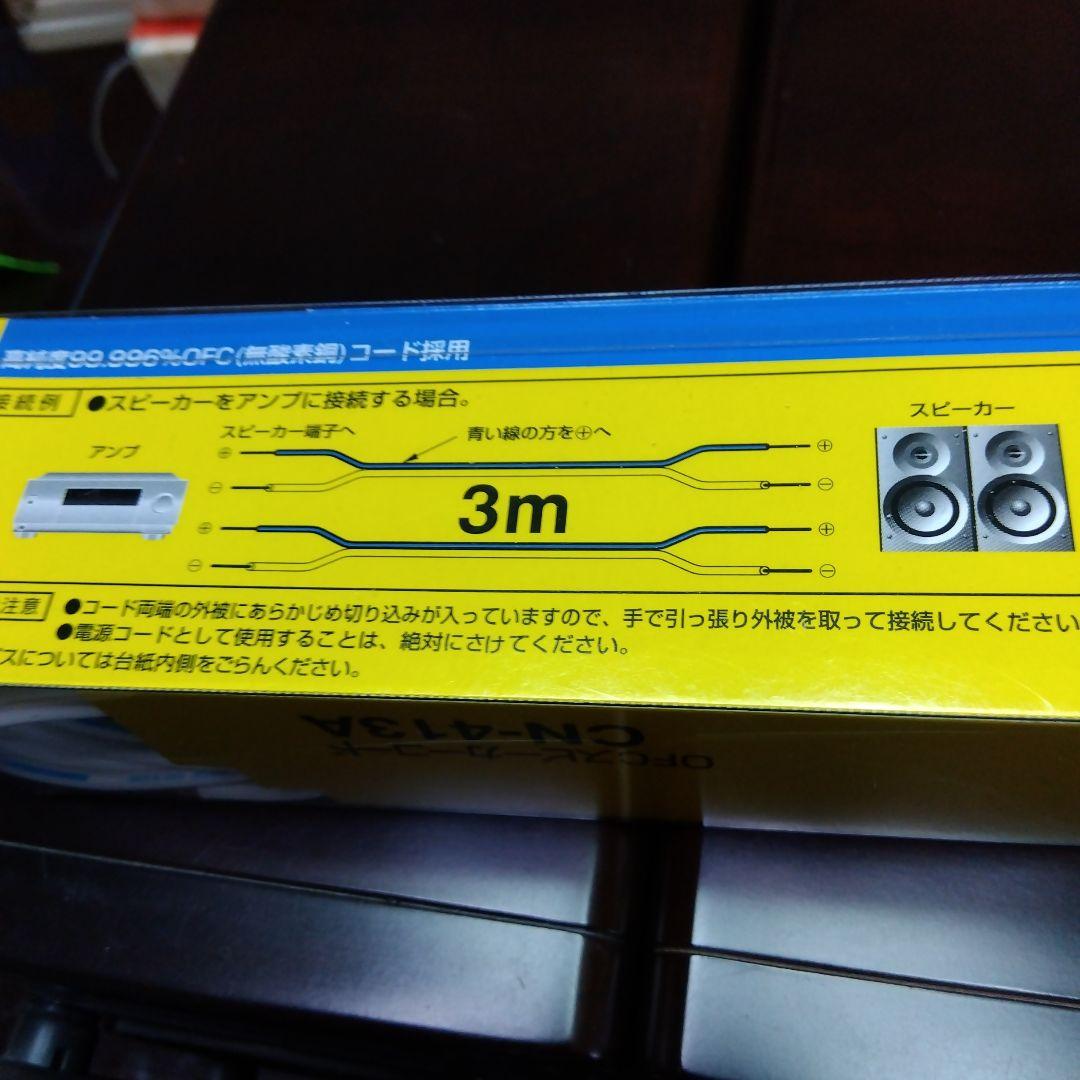 高純度99.996%OFC(無酸素銅)コード採用
接続例 ●スピーカーをアンプに接続する場合。
スピーカー
スピーカー端子へ 青い線の方を⊕へ
アンプ
⊕ ⊕
⊖ ⊖
3m
⊕ ⊕
⊖ ⊖
注意 ●コード両端の外被にあらかじめ切り込みが入っていますので、手で引っ張り外被を取って接続してください
●電源コードとして使用することは、絶対にさけてください。
スについては台紙内側をごらんください。
OFCスピーカーコード
CN-413A